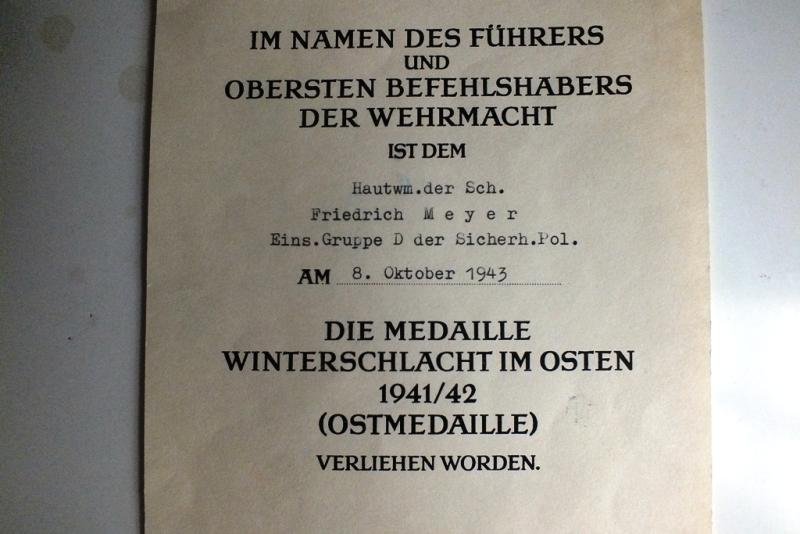 IM NAMEN DES FÜHRERS
UND
OBERSTEN BEFEHLSHABERS
DER WEHRMACHT
IST DEM
Hautwm.der Sch.
Friedrich Meyer
Eins.Gruppe D der Sicherh.Pol.
AM 8. Oktober 1943
DIE MEDAILLE
WINTERSCHLACHT IM OSTEN
1941/42
(OSTMEDAILLE)
VERLIEHEN WORDEN.